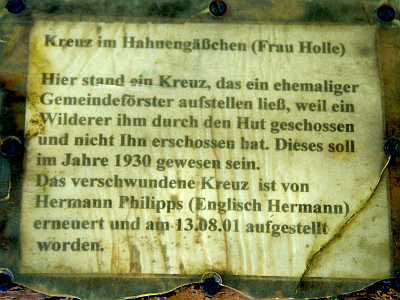 Kreuz im Hahnengäßchen (Frau Holle)
Hier stand ein Kreuz, das ein ehemaliger
Gemeindeförster aufstellen ließ, weil ein
Wilderer ihm durch den Hut geschossen
und nicht Ihn erschossen hat. Dieses soll
im Jahre 1930 gewesen sein.
Das verschwundene Kreuz ist von
Hermann Philipps (Englisch Hermann)
erneuert und am 13.08.01 aufgestellt
worden.